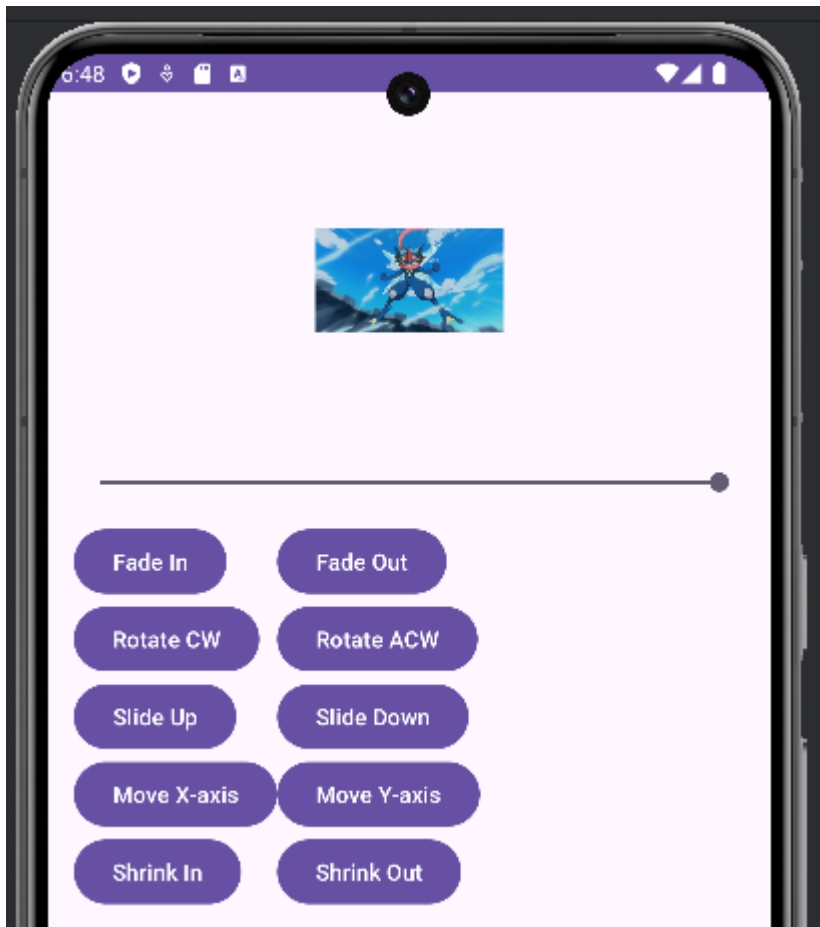 6:48
Fade In Fade Out
Rotate CW Rotate ACW
Slide Up Slide Down
Move X-axis Move Y-axis
Shrink In Shrink Out